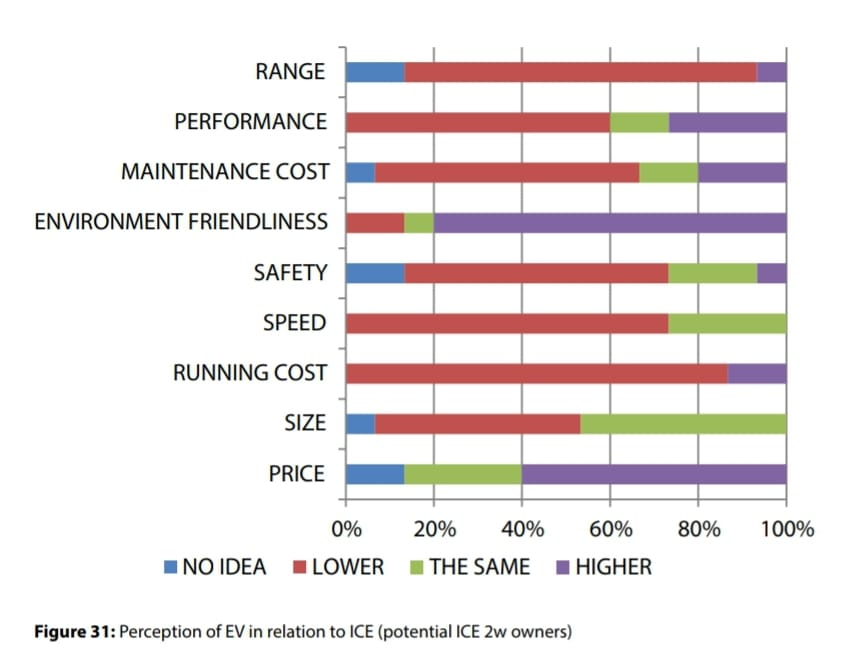 RANGE
PERFORMANCE
MAINTENANCE COST
ENVIRONMENT FRIENDLINESS
SAFETY
SPEED
RUNNING COST
SIZE
PRICE
0% 20% 40% 60% 80% 100%
NO IDEA LOWER THE SAME HIGHER
Figure 31: Perception of EV in relation to ICE (potential ICE 2w owners)